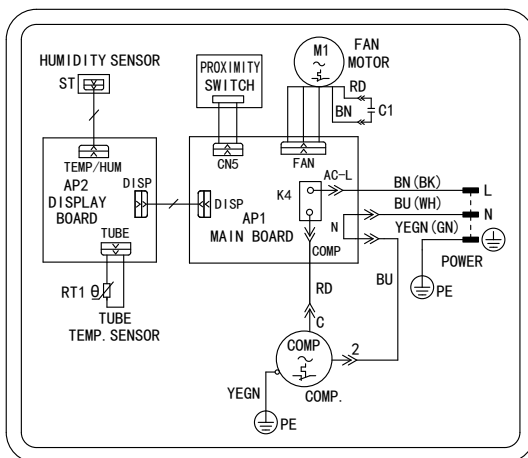 HUMIDITY SENSOR
ST
PROXIMITY
SWITCH
M1
FAN
MOTOR
RD
BN
C1
TEMP/HUM
CN5
FAN
AP2
DISPLAY
BOARD
DISP
DISP
AP1
MAIN BOARD
K4
AC-L
BN(BK)
L
BU(WH)
N
N
YEGN(GN)
POWER
COMP
TUBE
RT1
θ
TUBE
TEMP. SENSOR
RD
BU
PE
C
COMP
2
YEGN
COMP.
PE